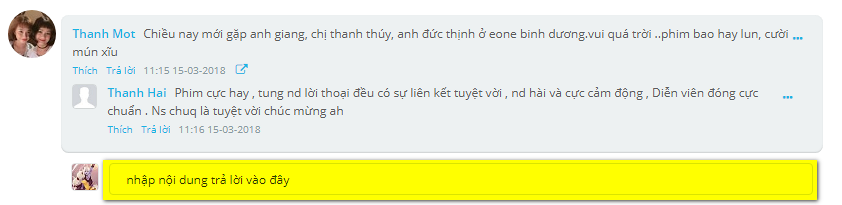 Thanh Mot Chiều nay mới gặp anh giang, chị thanh thúy, anh đức thịnh ở eone binh dương.vui quá trời ..phim bao hay lun, cười ...
mún xĩu
Thích Trả lời 11:15 15-03-2018
Thanh Hai Phim cực hay , tung nd lời thoại đều có sự liên kết tuyệt vời , nd hài và cực cảm động , Diễn viên đóng cực ...
chuẩn . Ns chuq là tuyệt vời chúc mừng ah
Thích Trả lời 11:16 15-03-2018
nhập nội dung trả lời vào đây